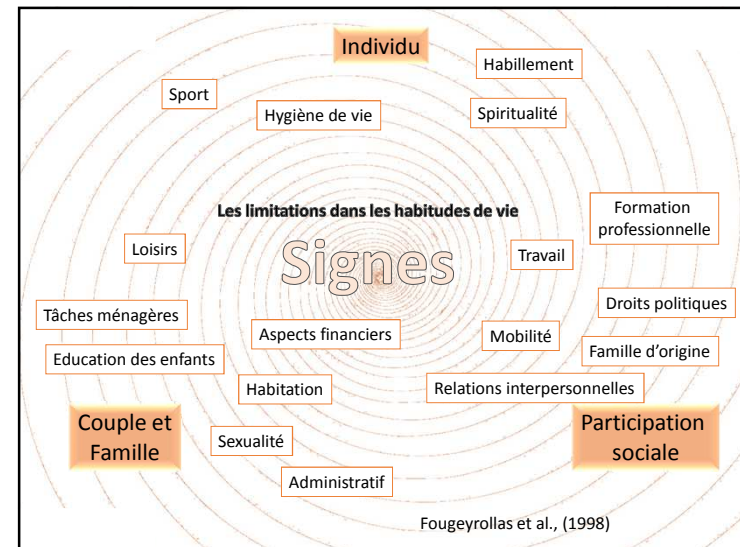 Individu
Habillement
Sport
Hygiène de vie
Spiritualité
Les limitations dans les habitudes de vie
Signes
Formation
professionnelle
Loisirs
Travail
Droits politiques
Tâches ménagères
Aspects financiers
Mobilité
Famille d'origine
Education des enfants
Habitation
Relations interpersonnelles
Couple et
Famille
Participation
sociale
Sexualité
Administratif
Fougeyrollas et al., (1998)